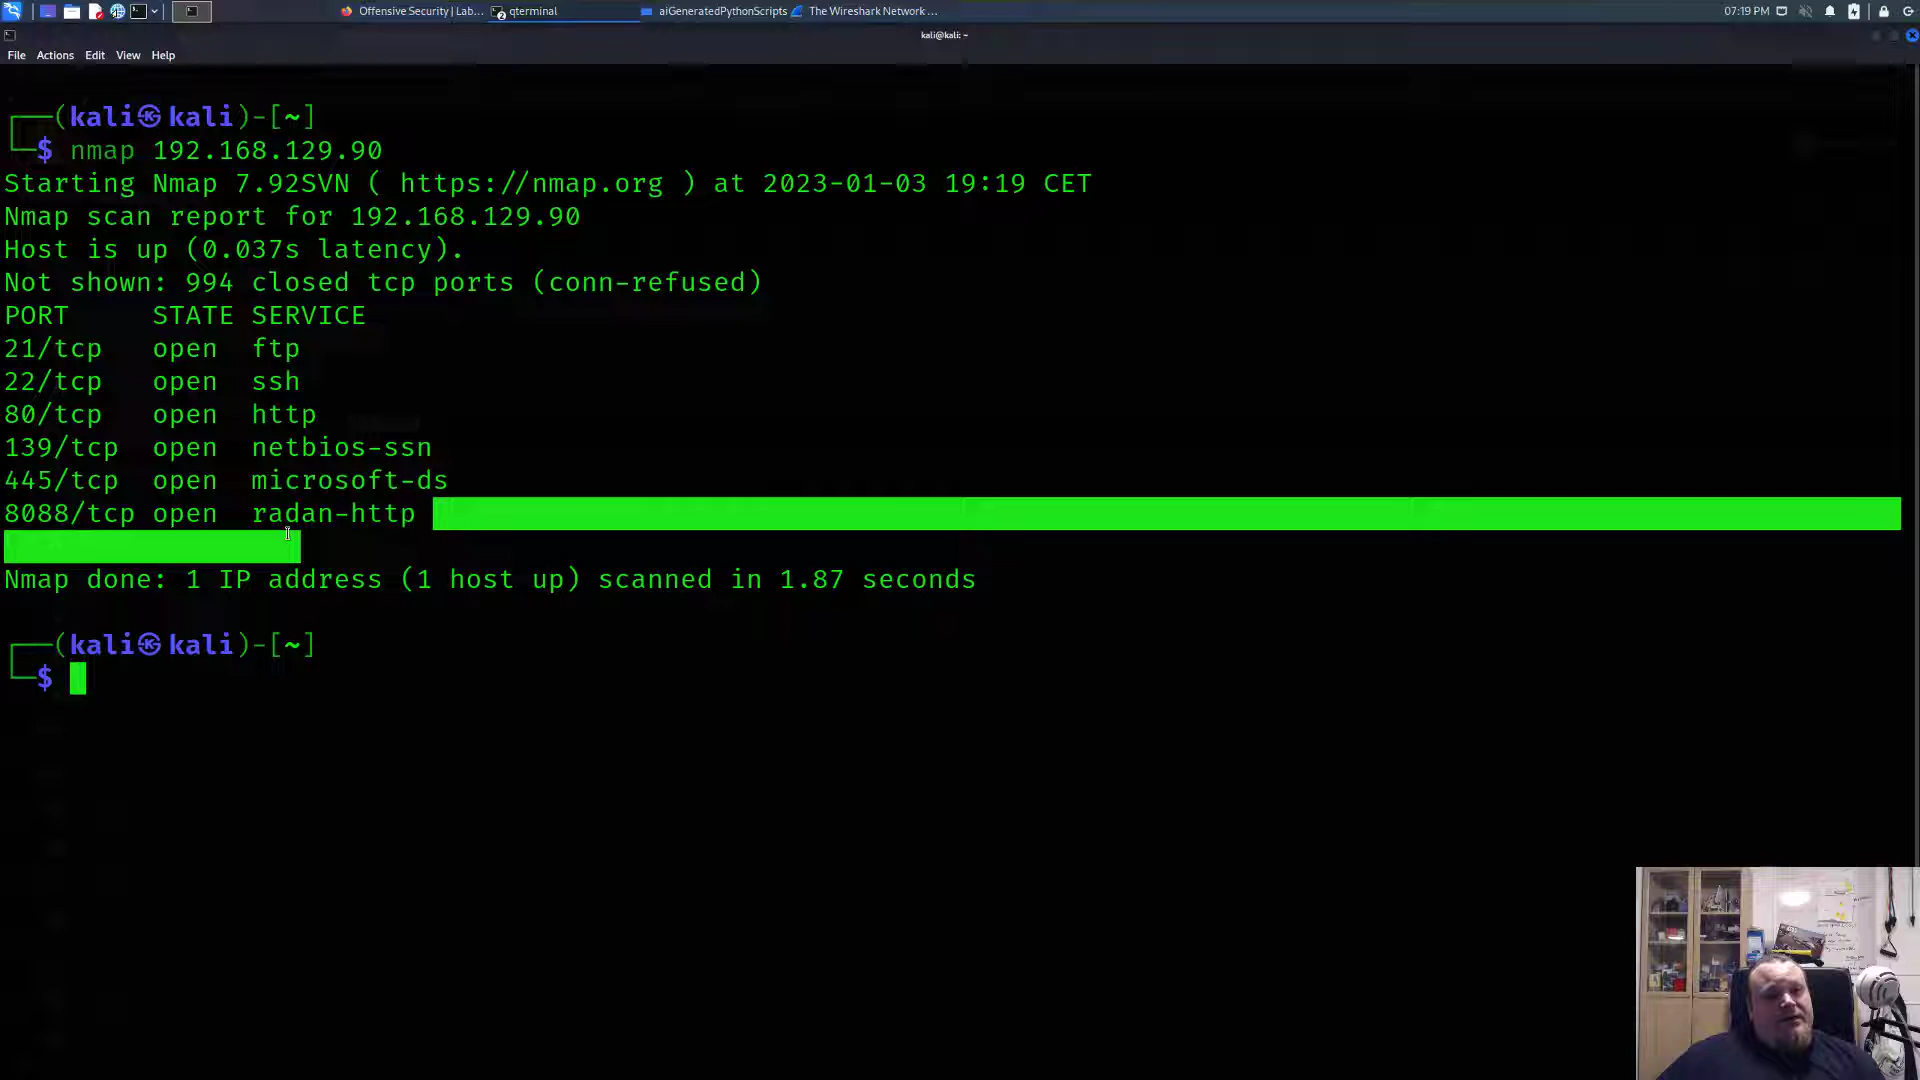 Offensive Security | Lab...
qterminal
aiGeneratedPythonScripts
The Wireshark Network ...
07:19 PM
kali@kali: ~
File Actions Edit View Help
┌──(kali㉿kali)-[~]
└─$ nmap 192.168.129.90
Starting Nmap 7.92SVN ( https://nmap.org ) at 2023-01-03 19:19 CET
Nmap scan report for 192.168.129.90
Host is up (0.037s latency).
Not shown: 994 closed tcp ports (conn-refused)
PORT     STATE SERVICE
21/tcp   open  ftp
22/tcp   open  ssh
80/tcp   open  http
139/tcp  open  netbios-ssn
445/tcp  open  microsoft-ds
8088/tcp open  radan-http
Nmap done: 1 IP address (1 host up) scanned in 1.87 seconds
┌──(kali㉿kali)-[~]
└─$